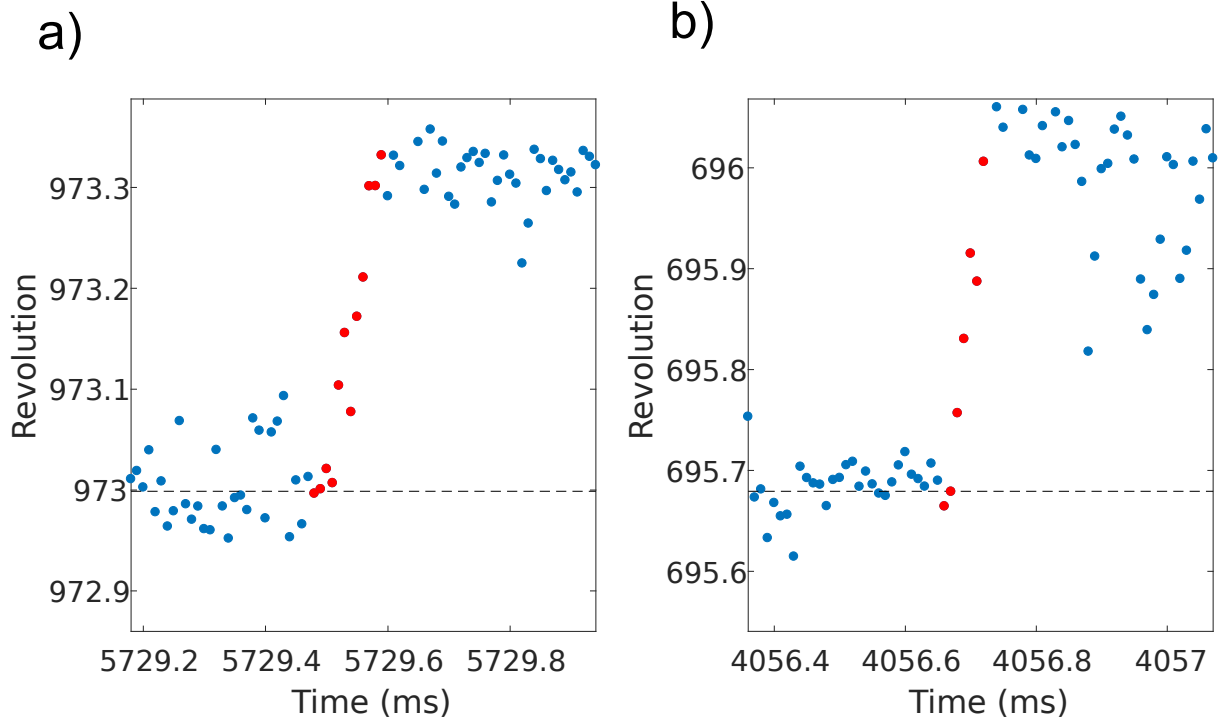 a)
973.3
973.2
973.1
973
972.9
Revolution
5729.2 5729.4 5729.6 5729.8
Time (ms)
b)
696
695.9
695.8
695.7
695.6
Revolution
4056.4 4056.6 4056.8 4057
Time (ms)